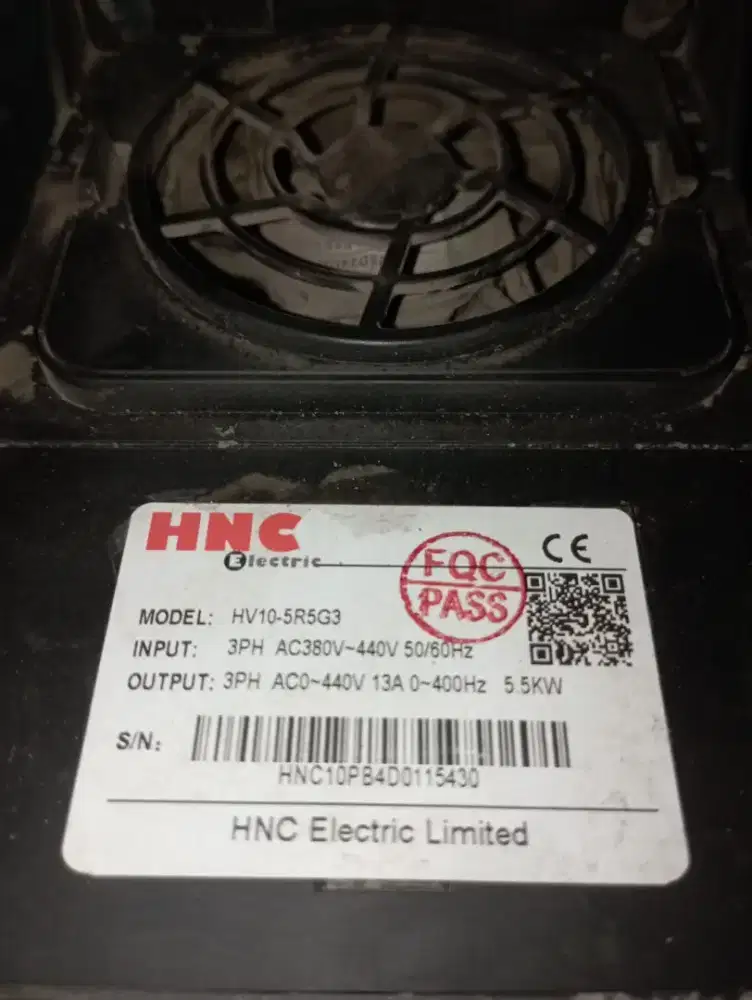 HNC
Electric
FQC
PASS
CE
MODEL: HV10-5R5G3
INPUT: 3PH AC380V~440V 50/60Hz
OUTPUT: 3PH AC0~440V 13A 0~400Hz 5.5KW
S/N:
HNC10PB4D0115430
HNC Electric Limited